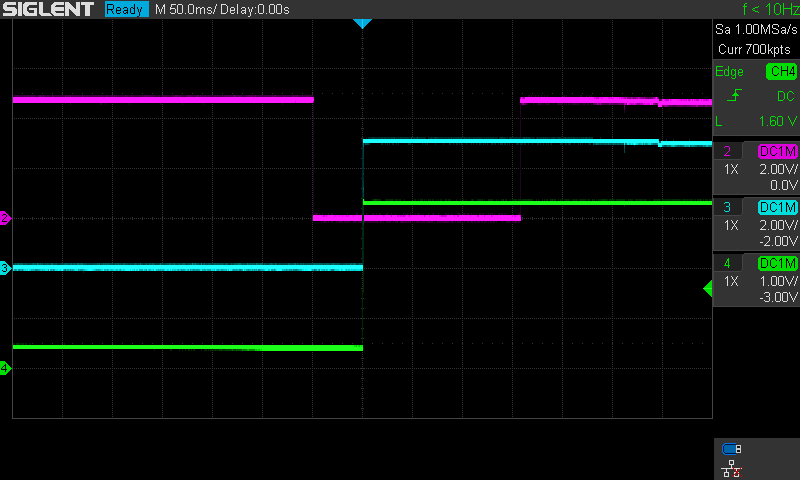 SIGLENT Ready M 50.0ms/ Delay:0.00s f < 10Hz
Sa 1.00MSa/s
Curr 700kpts
Edge CH4
DC
L 1.60 V
2 DC1M
1X 2.00V/
0.0V
3 DC1M
1X 2.00V/
-2.00V
4 DC1M
1X 1.00V/
-3.00V
2
3
4